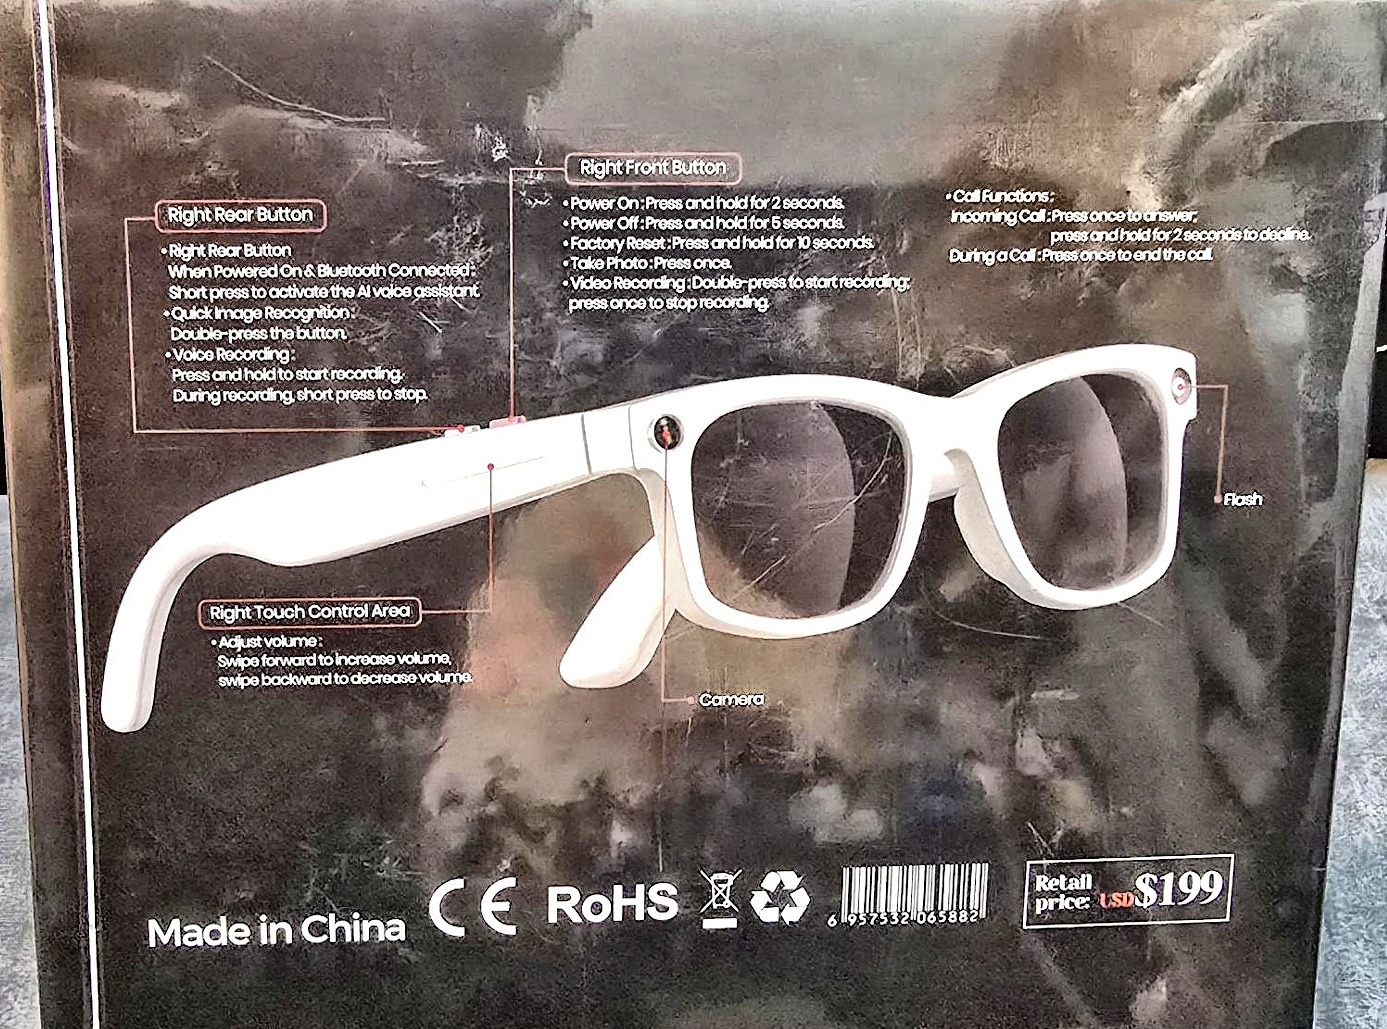 Right Rear Button
• Right Rear Button
When Powered On & Bluetooth Connected:
Short press to activate the AI voice assistant.
• Quick Image Recognition:
Double-press the button.
• Voice Recording:
Press and hold to start recording.
During recording, short press to stop.
Right Front Button
• Power On: Press and hold for 2 seconds.
• Power Off: Press and hold for 5 seconds.
• Factory Reset: Press and hold for 10 seconds.
• Take Photo: Press once.
• Video Recording: Double-press to start recording;
press once to stop recording.
• Call Functions:
Incoming Call: Press once to answer;
press and hold for 2 seconds to decline.
During a Call: Press once to end the call.
Flash
Right Touch Control Area
• Adjust volume:
Swipe forward to increase volume,
swipe backward to decrease volume.
Camera
Made in China
CE
RoHS
6 957532 065882
Retail
price: USD$199